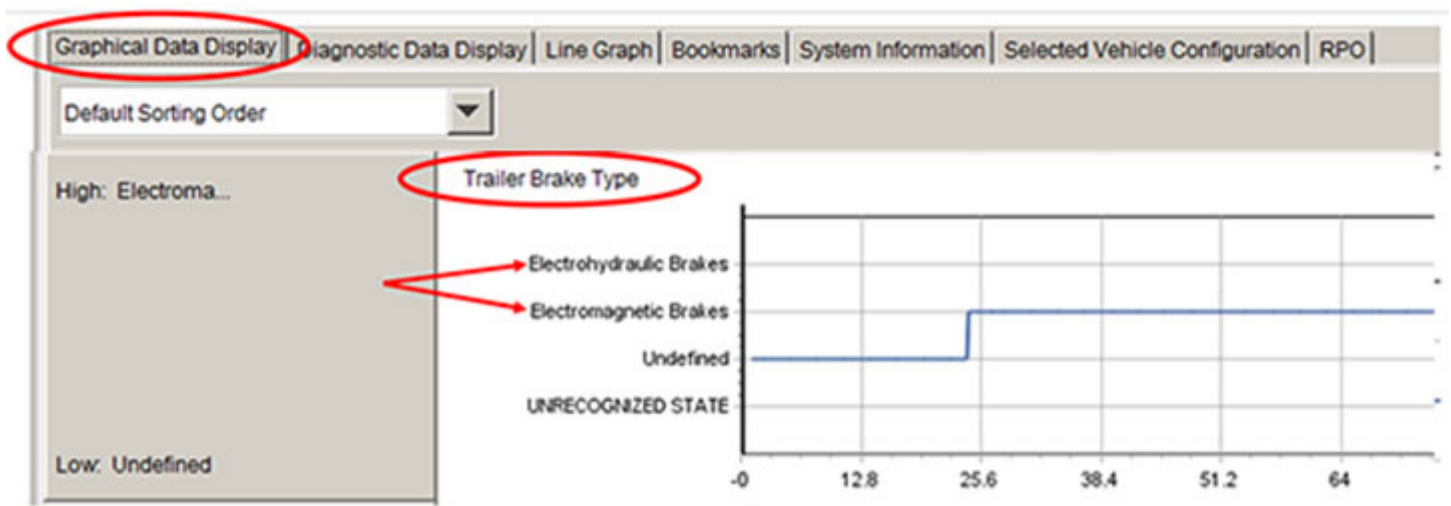 Graphical Data Display Diagnostic Data Display Line Graph Bookmarks System Information Selected Vehicle Configuration RPO
Default Sorting Order
High: Electroma...
Trailer Brake Type
Electrohydraulic Brakes
Electromagnetic Brakes
Undefined
UNRECOGNIZED STATE
Low: Undefined
-0 12.8 25.6 38.4 51.2 64